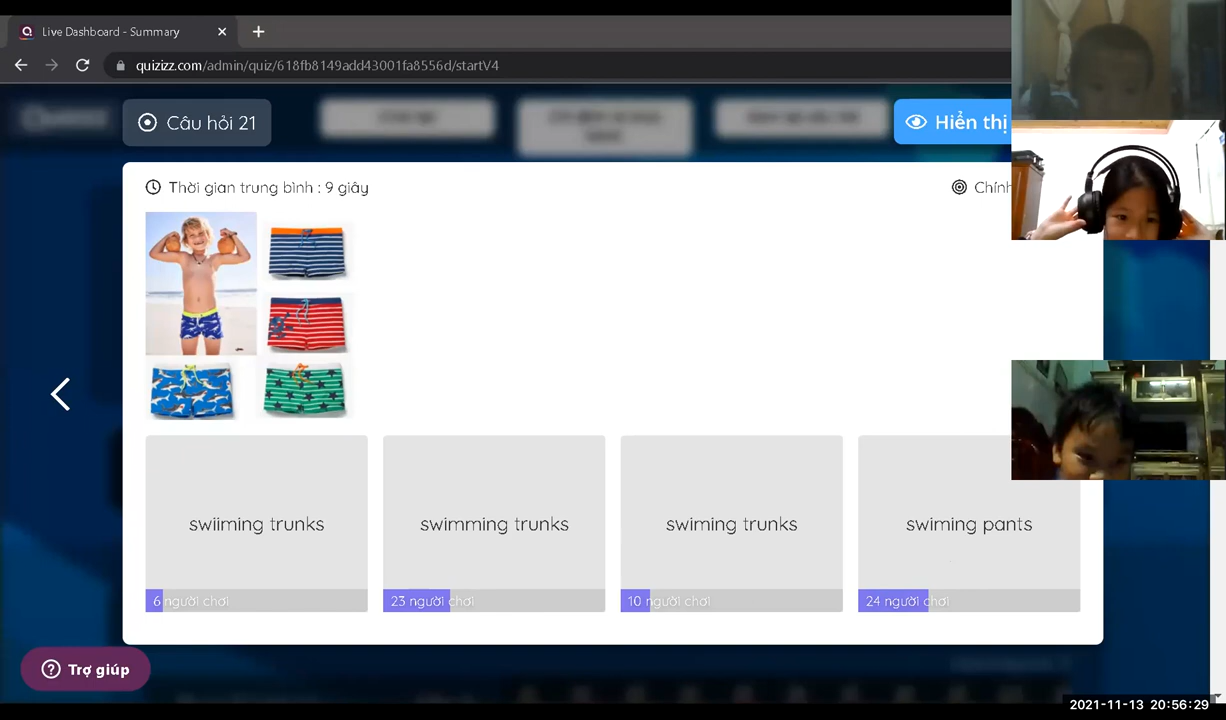 Live Dashboard - Summary
quizizz.com/admin/quiz/618fb8149add43001fa8556d/startV4
Câu hỏi 21
Hiển thị
Thời gian trung bình : 9 giây
Chính
swiiming trunks
swimming trunks
swiming trunks
swiming pants
6 người chơi
23 người chơi
10 người chơi
24 người chơi
Trợ giúp
2021-11-13 20:56:29